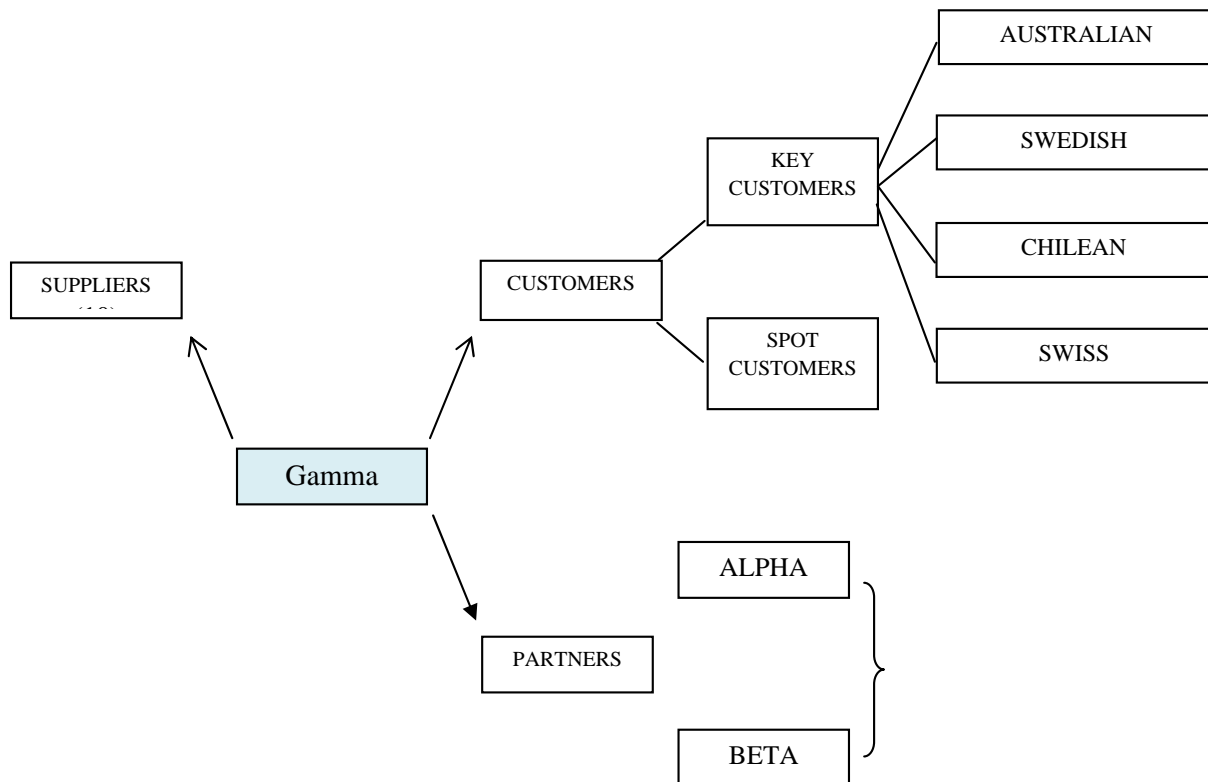 AUSTRALIAN
KEY
CUSTOMERS
SWEDISH
CHILEAN
SUPPLIERS
CUSTOMERS
SPOT
CUSTOMERS
SWISS
Gamma
ALPHA
PARTNERS
BETA